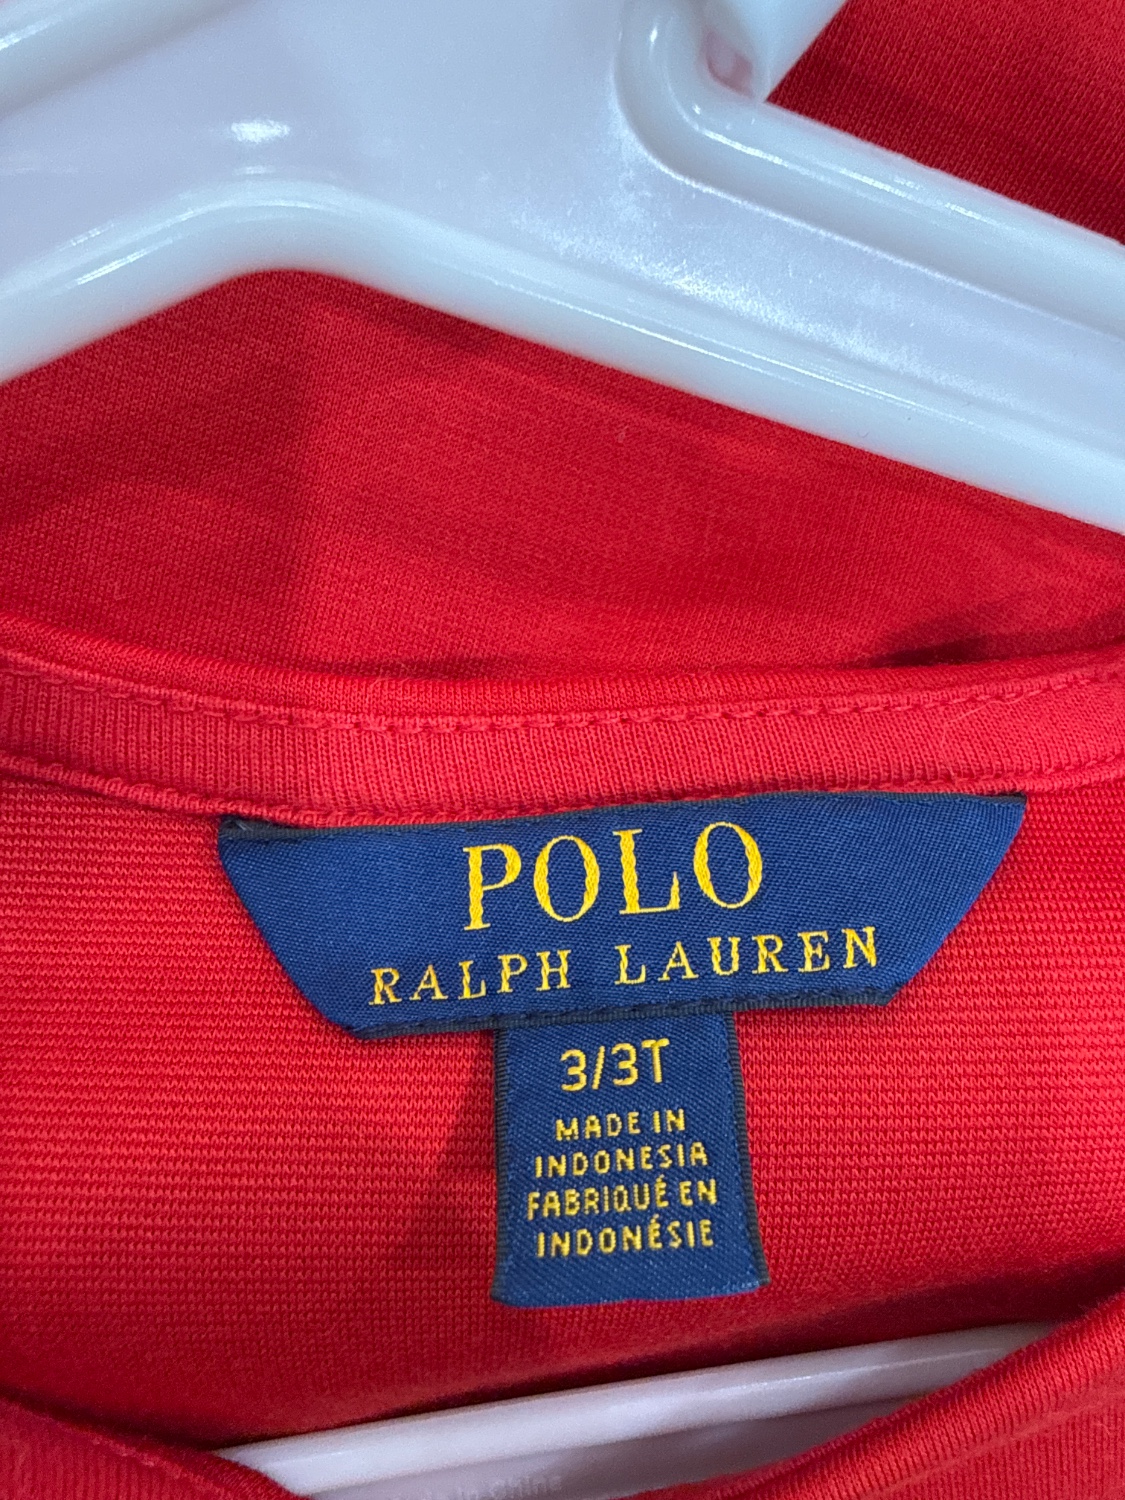 POLO
RALPH LAUREN
3/3T
MADE IN
INDONESIA
FABRIQUÉ EN
INDONÉSIE